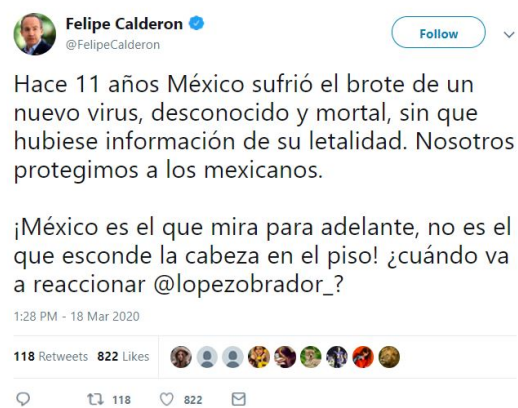 Felipe Calderon
@FelipeCalderon
Follow
Hace 11 años México sufrió el brote de un
nuevo virus, desconocido y mortal, sin que
hubiese información de su letalidad. Nosotros
protegimos a los mexicanos.
¡México es el que mira para adelante, no es el
que esconde la cabeza en el piso! ¿cuándo va
a reaccionar @lopezobrador_?
1:28 PM - 18 Mar 2020
118 Retweets 822 Likes
118 822